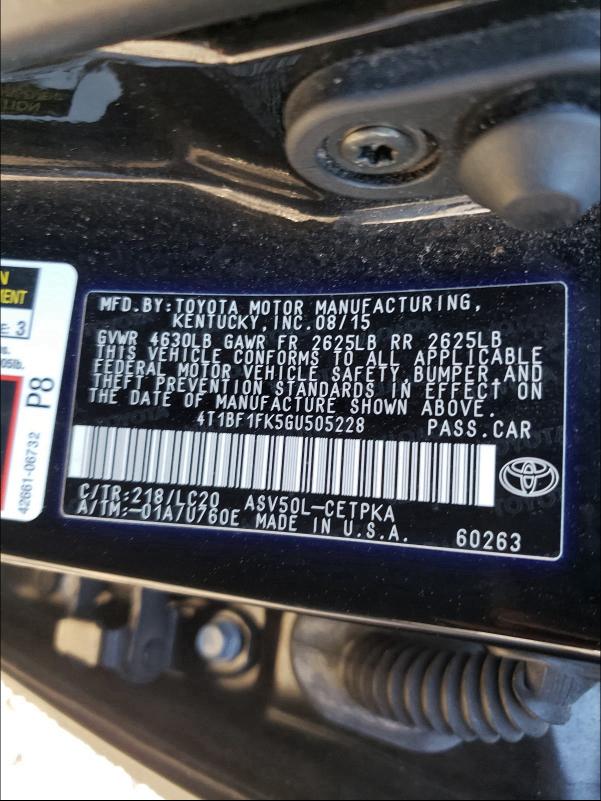 MFD.BY:TOYOTA MOTOR MANUFACTURING,
KENTUCKY,INC.08/15
GVWR 4630LB GAWR FR 2625LB RR 2625LB
THIS VEHICLE CONFORMS TO ALL APPLICABLE
FEDERAL MOTOR VEHICLE SAFETY, BUMPER AND
THEFT PREVENTION STANDARDS IN EFFECT ON
THE DATE OF MANUFACTURE SHOWN ABOVE.
4T1BF1FK5GU505228 PASS.CAR
C/TR:218/LC20 ASV50L-CETPKA
A/TM:-01A7U760E MADE IN U.S.A. 60263
3
P8
42661-06732